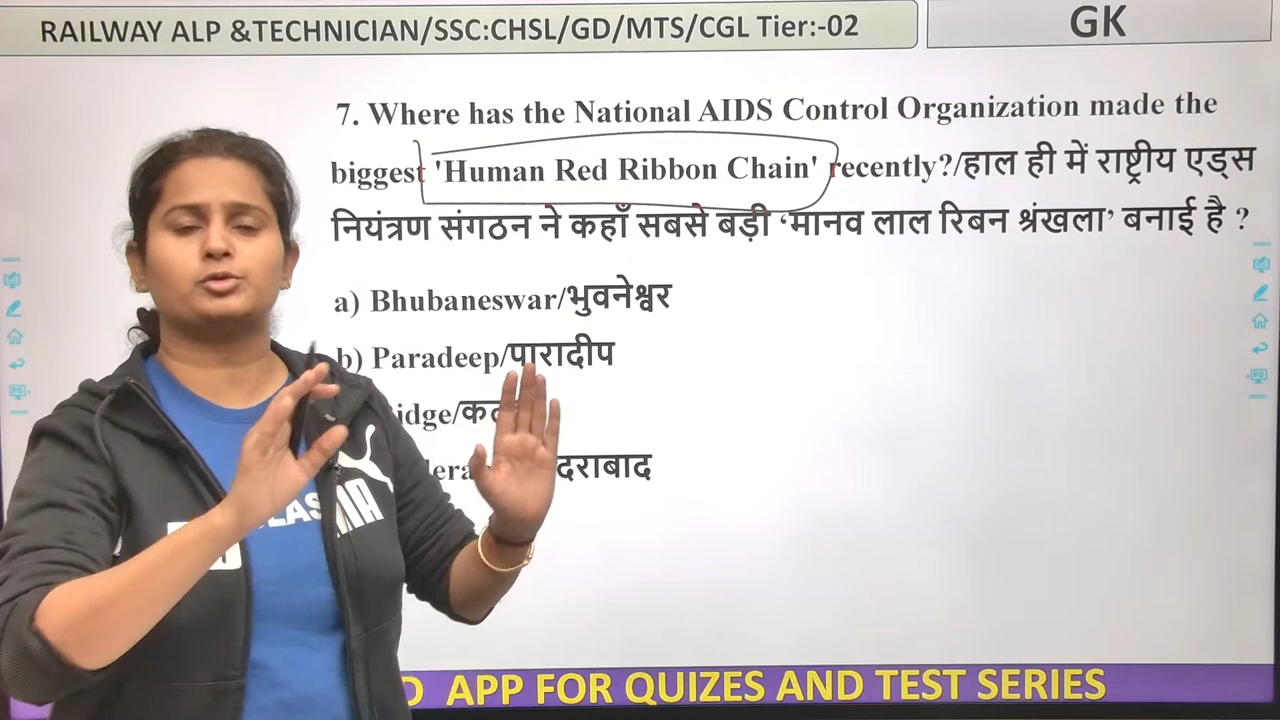 RAILWAY ALP &TECHNICIAN/SSC:CHSL/GD/MTS/CGL Tier:-02
GK
7. Where has the National AIDS Control Organization made the
biggest 'Human Red Ribbon Chain' recently?/हाल ही में राष्ट्रीय एड्स
नियंत्रण संगठन ने कहाँ सबसे बड़ी ‘मानव लाल रिबन श्रंखला’ बनाई है ?
a) Bhubaneswar/भुवनेश्वर
b) Paradeep/पारादीप
APP FOR QUIZES AND TEST SERIES